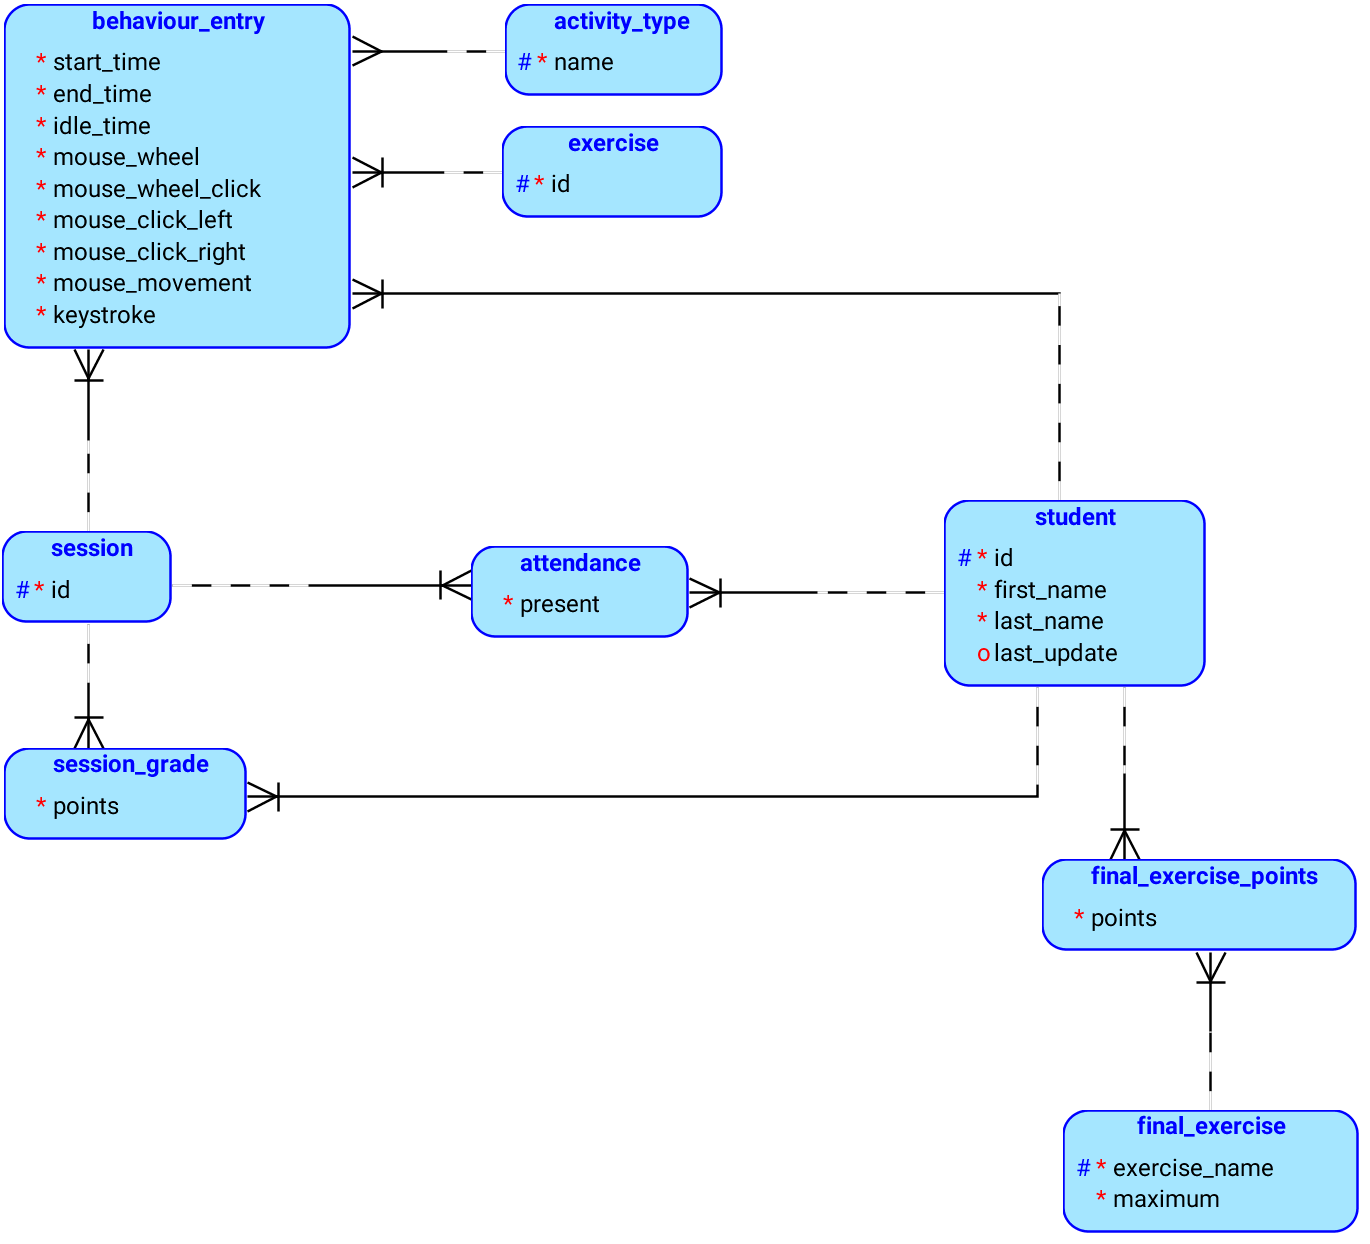 behaviour_entry
* start_time
* end_time
* idle_time
* mouse_wheel
* mouse_wheel_click
* mouse_click_left
* mouse_click_right
* mouse_movement
* keystroke
activity_type
# * name
exercise
# * id
session
# * id
attendance
* present
student
# * id
* first_name
* last_name
o last_update
session_grade
* points
final_exercise_points
* points
final_exercise
# * exercise_name
* maximum